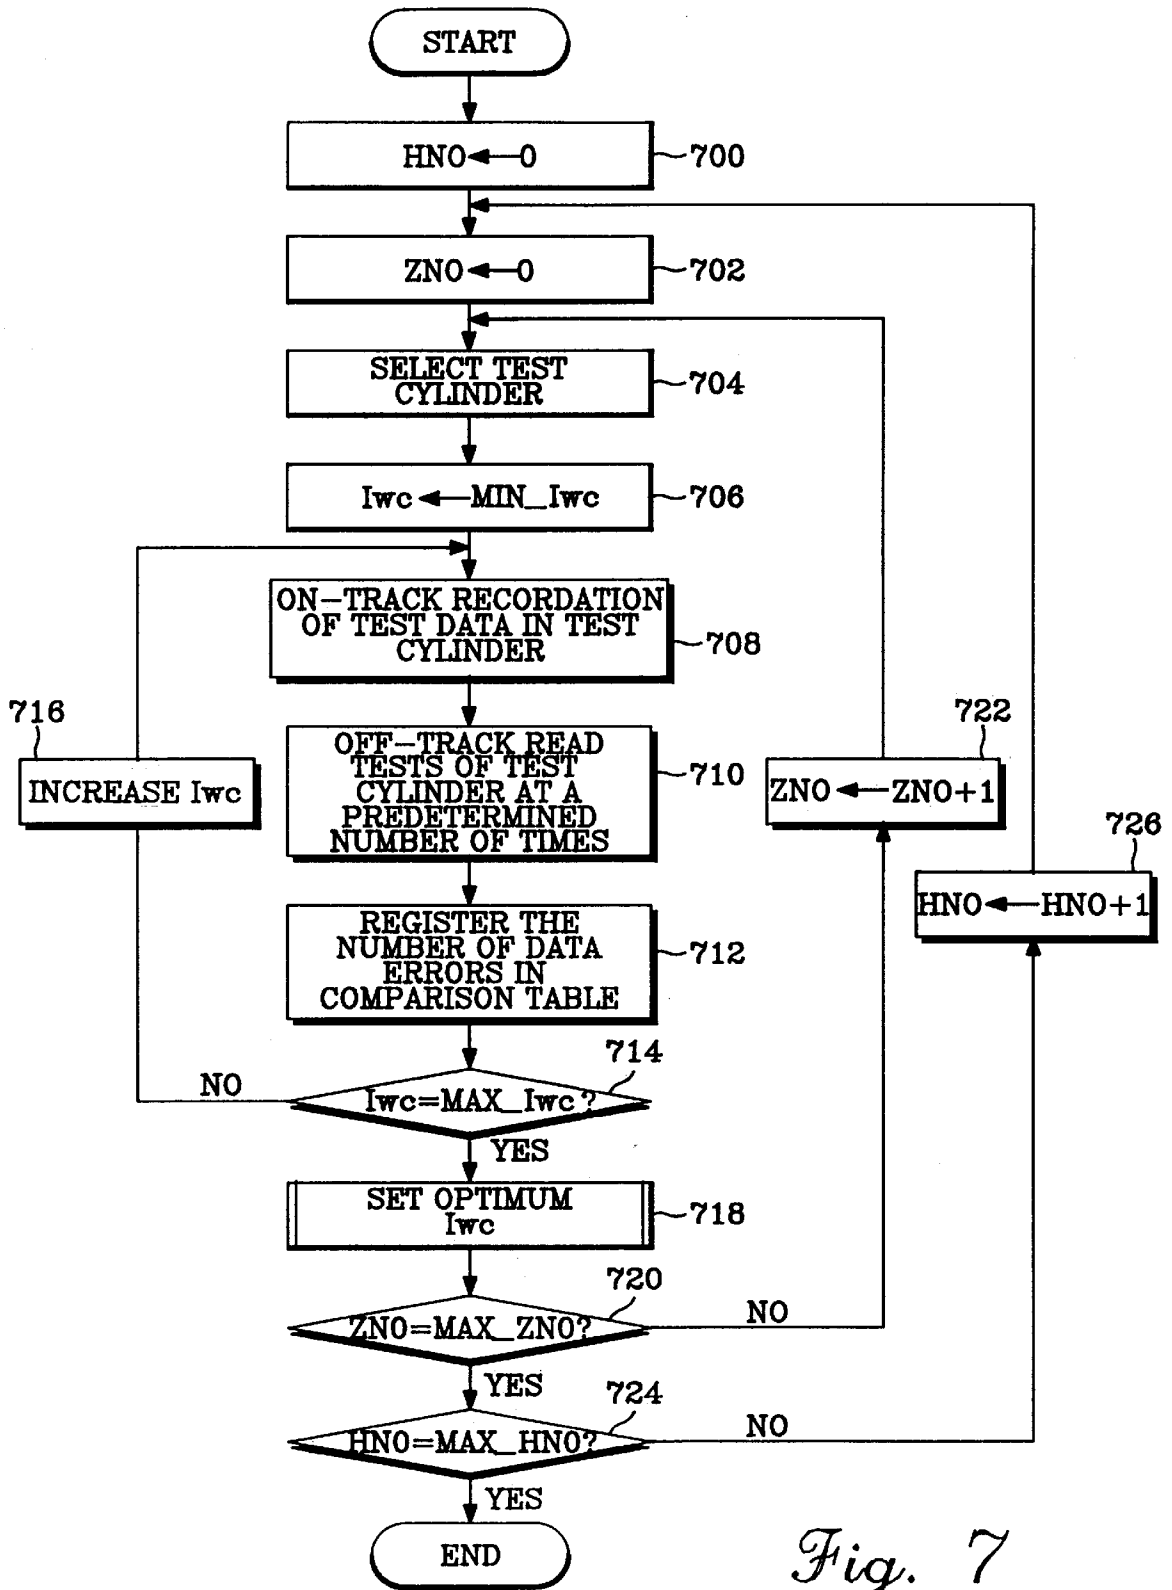 START
HNO←0
700
ZNO←0
702
SELECT TEST
CYLINDER
704
Iwc←MIN_Iwc
706
ON-TRACK RECORDATION
OF TEST DATA IN TEST
CYLINDER
708
716
INCREASE Iwc
OFF-TRACK READ
TESTS OF TEST
CYLINDER AT A
PREDETERMINED
NUMBER OF TIMES
710
722
ZNO←ZNO+1
726
HNO←HNO+1
REGISTER THE
NUMBER OF DATA
ERRORS IN
COMPARISON TABLE
712
714
NO
Iwc=MAX_Iwc?
YES
SET OPTIMUM
Iwc
718
720
ZNO=MAX_ZNO?
NO
YES
724
HNO=MAX_HNO?
NO
YES
END
Fig. 7